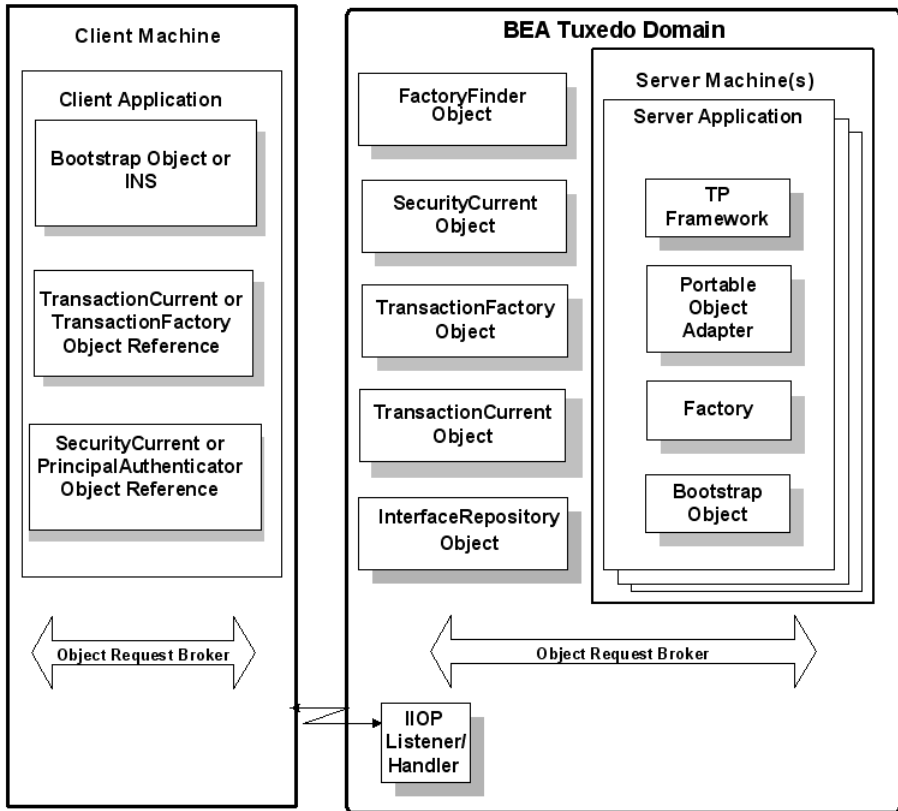 Client Machine
Client Application
Bootstrap Object or
INS
TransactionCurrent or
TransactionFactory
Object Reference
SecurityCurrent or
PrincipalAuthenticator
Object Reference
Object Request Broker
BEA Tuxedo Domain
FactoryFinder
Object
SecurityCurrent
Object
TransactionFactory
Object
TransactionCurrent
Object
InterfaceRepository
Object
Server Machine(s)
Server Application
TP
Framework
Portable
Object
Adapter
Factory
Bootstrap
Object
Object Request Broker
IIOP
Listener/
Handler